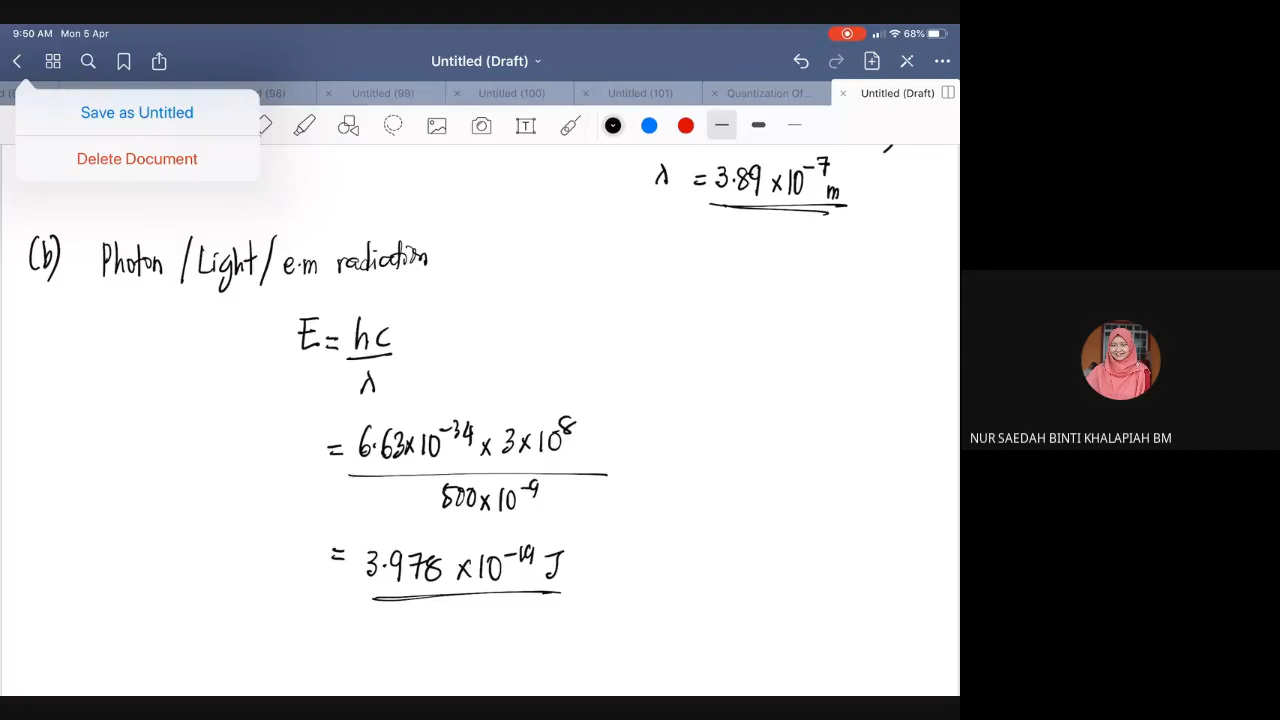 9:50 AM Mon 5 Apr
68%
Untitled (Draft)
(98)
Untitled (99)
Untitled (100)
Untitled (101)
Quantization Of...
Untitled (Draft)
Save as Untitled
Delete Document
T
λ = 3.89 × 10⁻⁷ m
(b) Photon / Light / e.m radiation
E = hc
λ
= 6.63×10⁻³⁴ × 3×10⁸
500×10⁻⁹
= 3.978 ×10⁻¹⁹ J
NUR SAEDAH BINTI KHALAPIAH BM